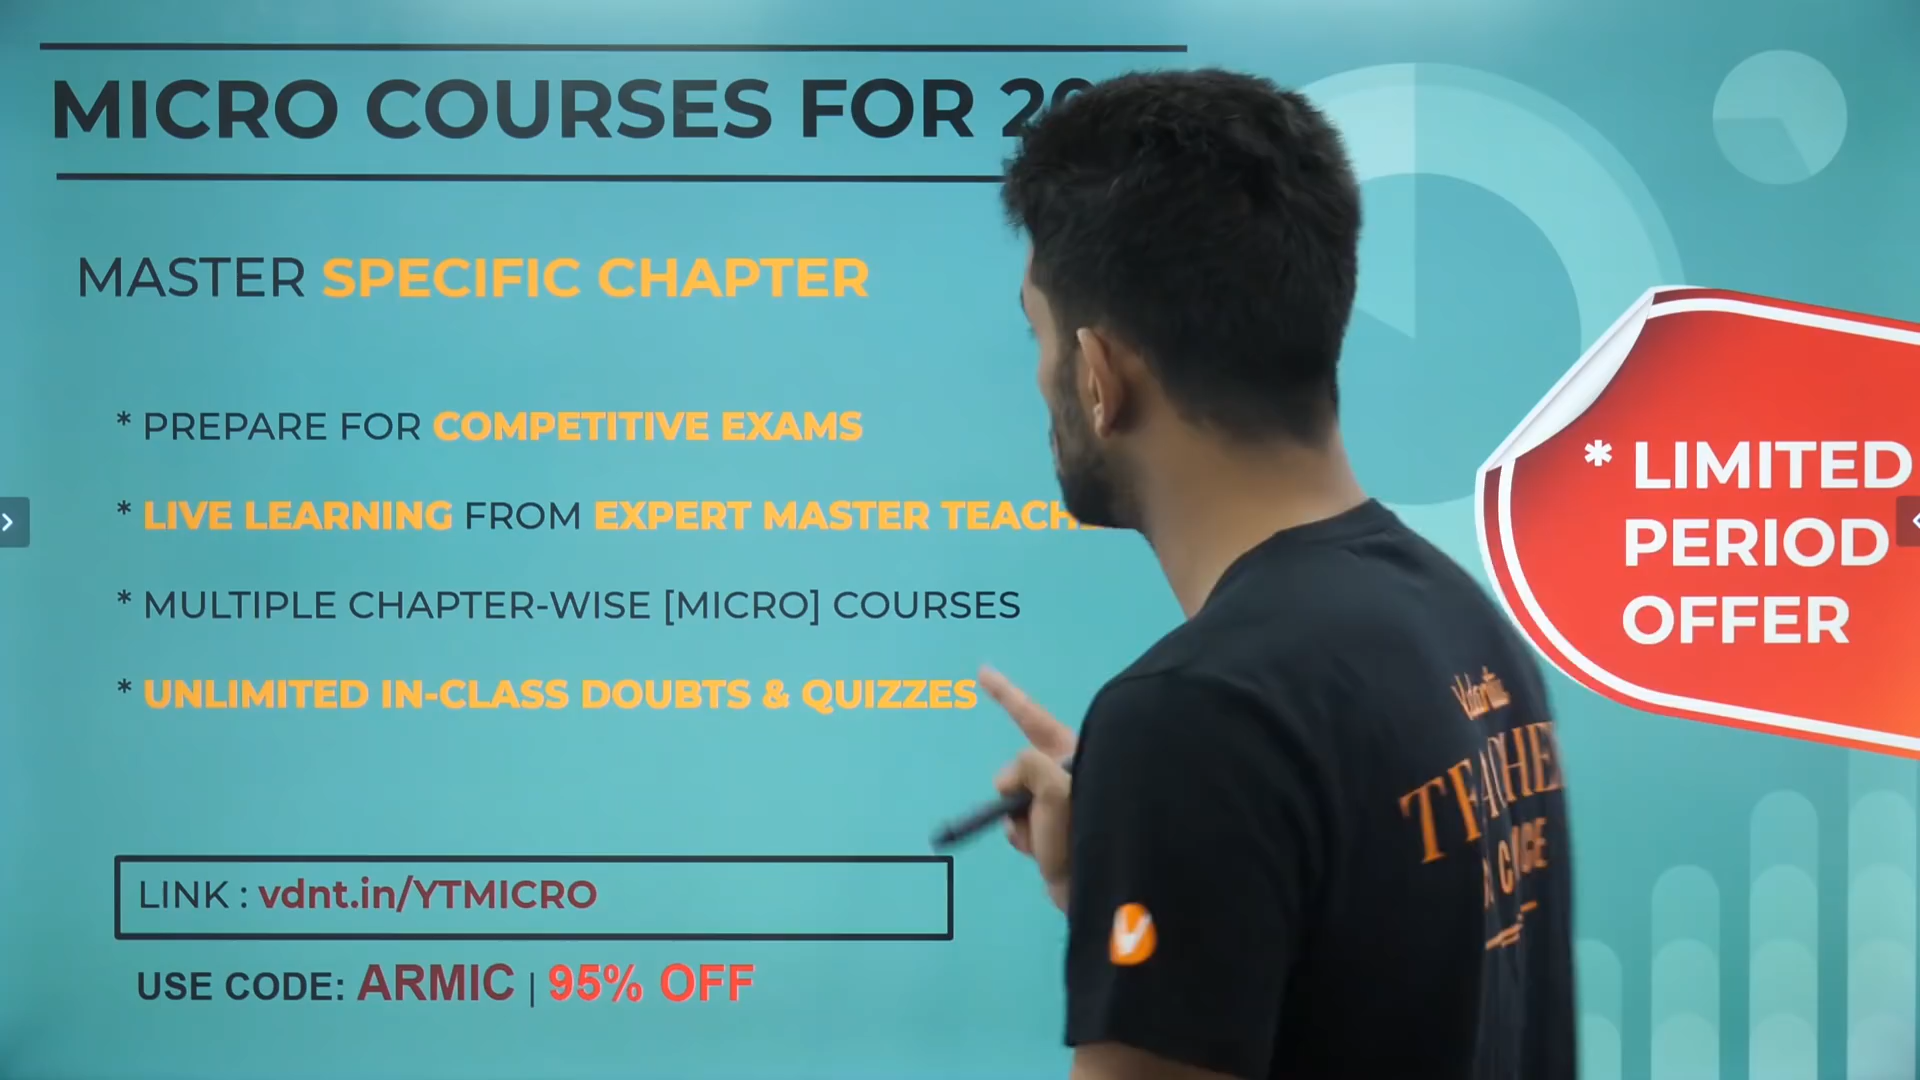 MICRO COURSES FOR
MASTER SPECIFIC CHAPTER
* PREPARE FOR COMPETITIVE EXAMS
* LIVE LEARNING FROM EXPERT MASTER
* MULTIPLE CHAPTER-WISE [MICRO] COURSES
* UNLIMITED IN-CLASS DOUBTS & QUIZZES
LINK : vdnt.in/YTMICRO
USE CODE: ARMIC | 95% OFF
* LIMITED
PERIOD
OFFER
V